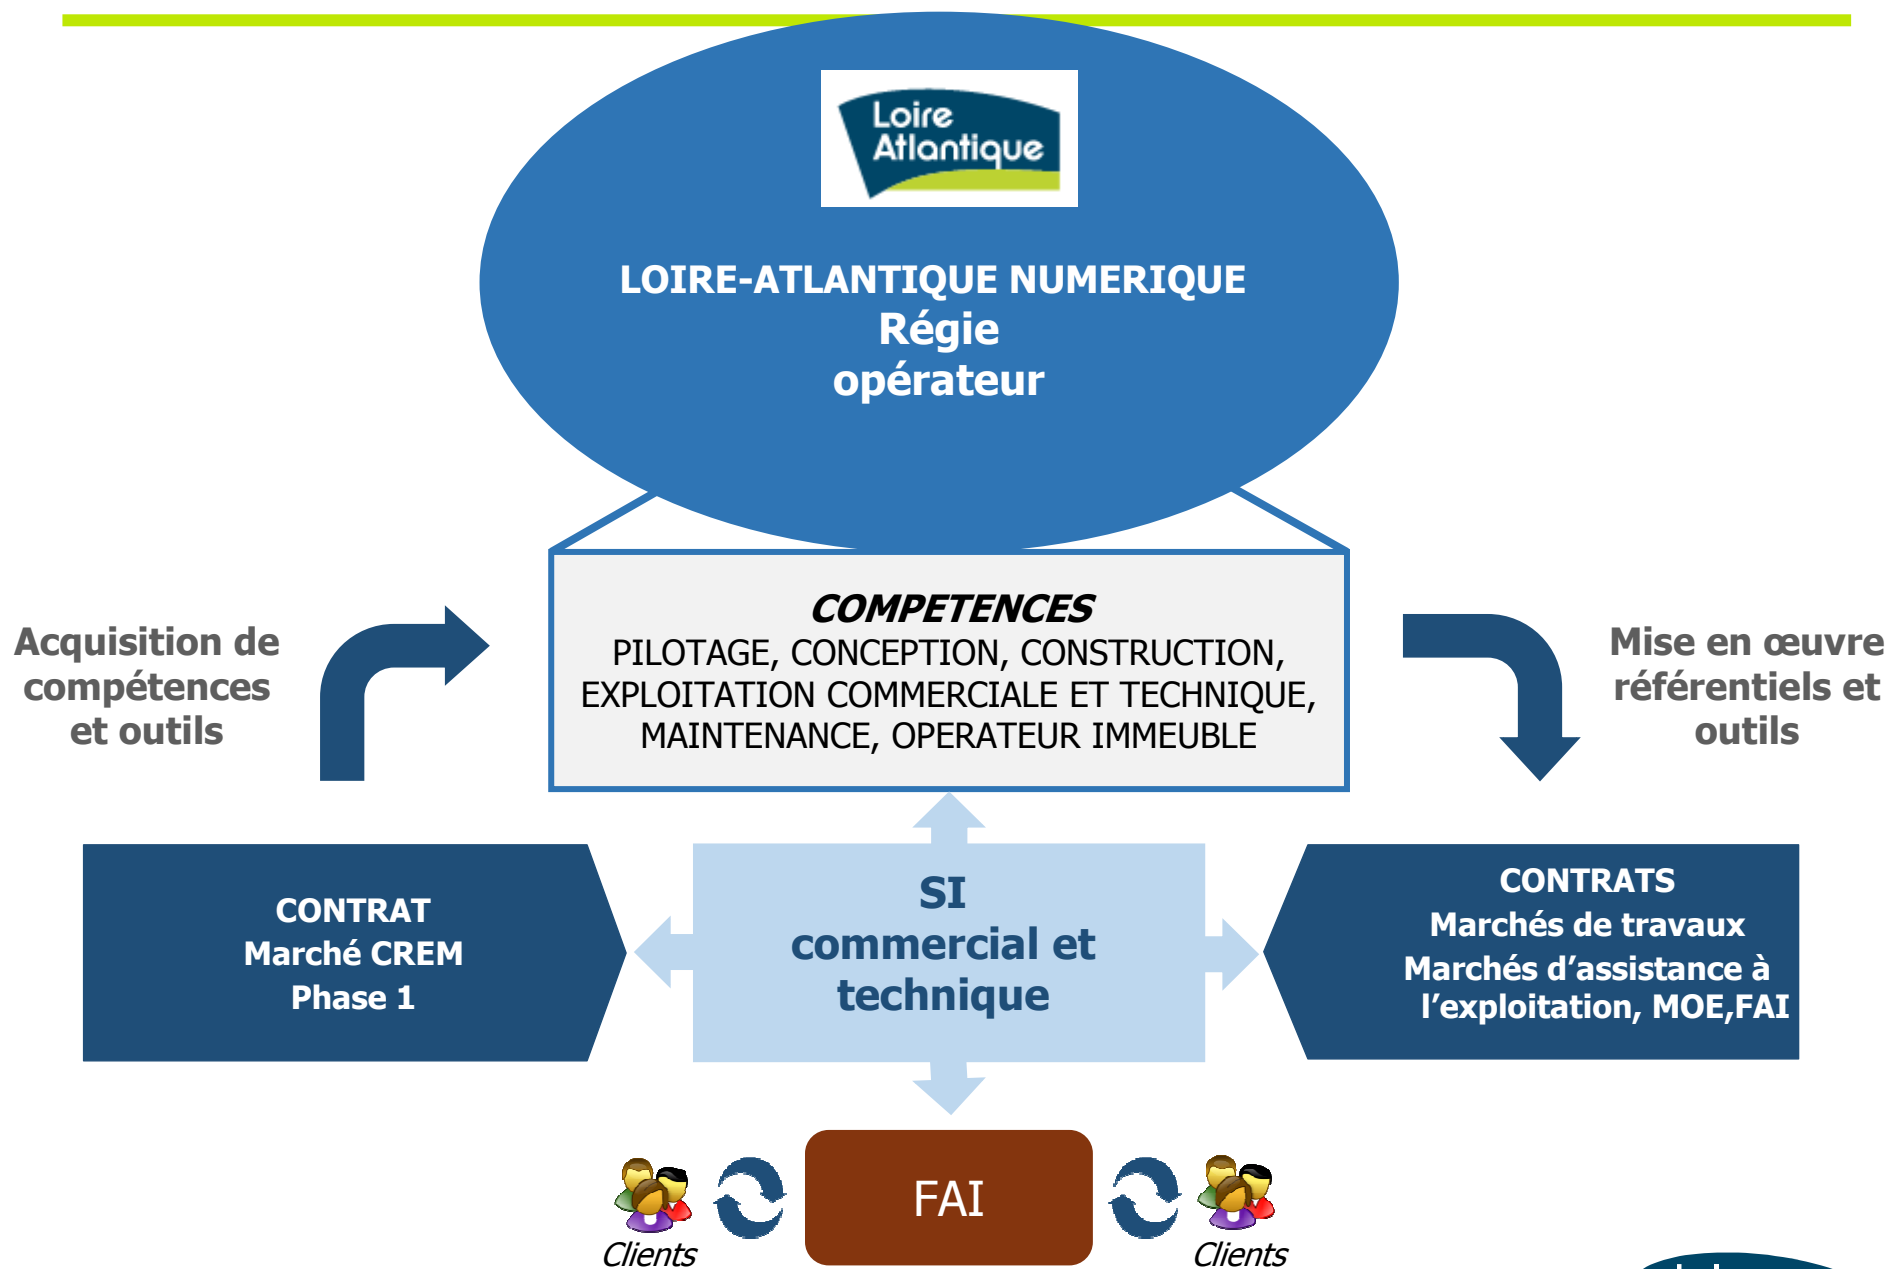 Loire
Atlantique
LOIRE-ATLANTIQUE NUMERIQUE
Régie
opérateur
COMPETENCES
PILOTAGE, CONCEPTION, CONSTRUCTION,
EXPLOITATION COMMERCIALE ET TECHNIQUE,
MAINTENANCE, OPERATEUR IMMEUBLE
Acquisition de
compétences
et outils
Mise en œuvre
référentiels et
outils
CONTRAT
Marché CREM
Phase 1
SI
commercial et
technique
CONTRATS
Marchés de travaux
Marchés d’assistance à
l’exploitation, MOE,FAI
FAI
Clients
Clients